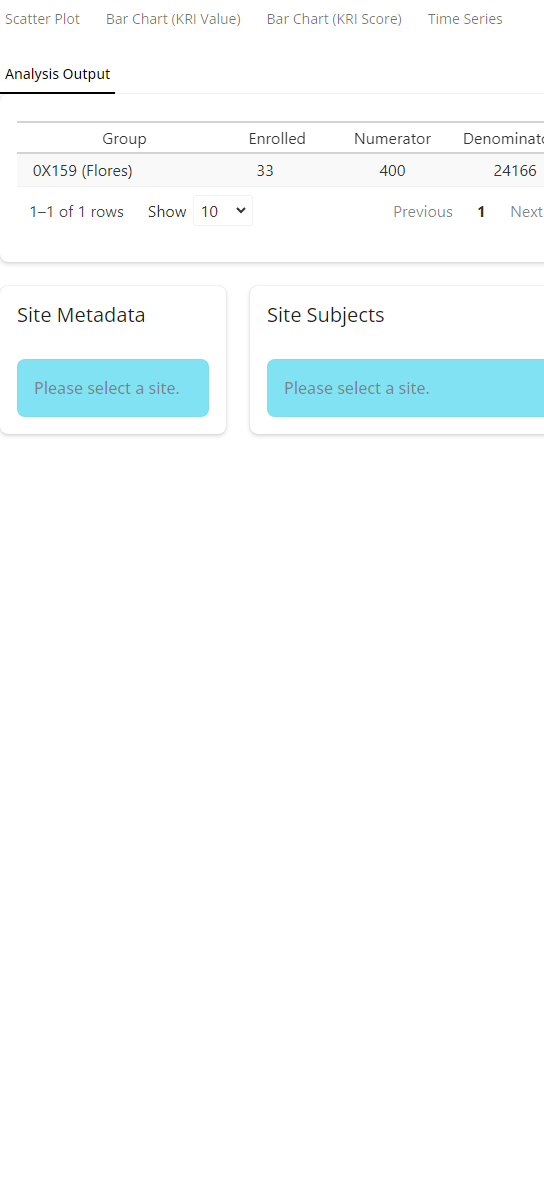 Scatter Plot Bar Chart (KRI Value) Bar Chart (KRI Score) Time Series
Analysis Output
Group Enrolled Numerator Denominato
0X159 (Flores) 33 400 24166
1–1 of 1 rows Show 10 Previous 1 Next
Site Metadata Site Subjects
Please select a site. Please select a site.